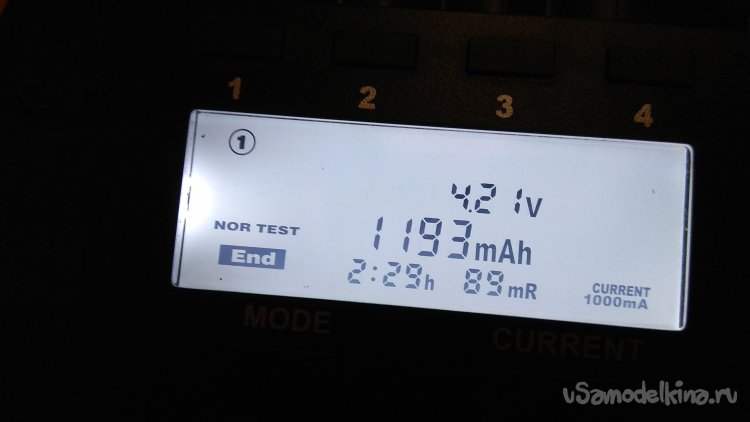 1 2 3 4
1
4.21V
NOR TEST 1193mAh
End 2:29h 89mR CURRENT
1000mA
MODE CURRENT
vSamodelkina.ru